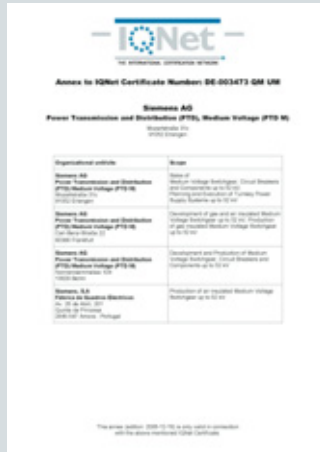 IQNet
THE INTERNATIONAL CERTIFICATION NETWORK
Annex to IQNet Certificate Number: DE-003473 QM UM
Siemens AG
Power Transmission and Distribution (PTD), Medium Voltage (PTD M)
91052 Erlangen
Organizational unit/site Scope
Siemens AG
Power Transmission and Distribution
(PTD) Medium Voltage (PTD M)
91052 Erlangen
Sales of
Medium Voltage Switchgear, Circuit Breakers
and Components up to 52 kV
Planning and Execution of Turnkey Power
Supply Systems up to 52 kV
Siemens AG
Power Transmission and Distribution
(PTD) Medium Voltage (PTD M)
Frankfurt
Development of gas and air insulated Medium
Voltage Switchgear up to 52 kV, Production
of gas insulated Medium Voltage Switchgear
up to 52 kV
Siemens AG
Power Transmission and Distribution
(PTD) Medium Voltage (PTD M)
Berlin
Development and Production of Medium
Voltage Switchgear, Circuit Breakers and
Components up to 52 kV
Siemens, S.A.
Fábrica de Quadros Eléctricos
Portugal
Production of air insulated Medium Voltage
Switchgear up to 52 kV
This annex is only valid in connection
with the above mentioned IQNet Certificate.